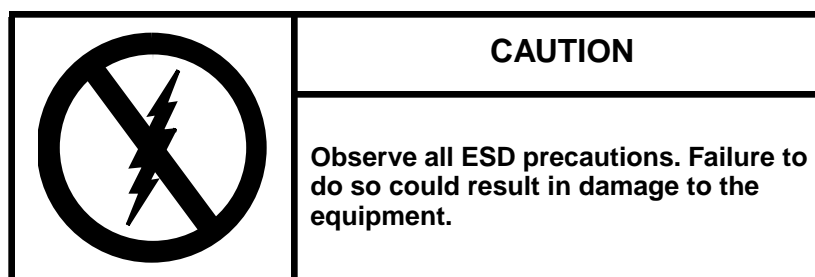 CAUTION
Observe all ESD precautions. Failure to
do so could result in damage to the
equipment.